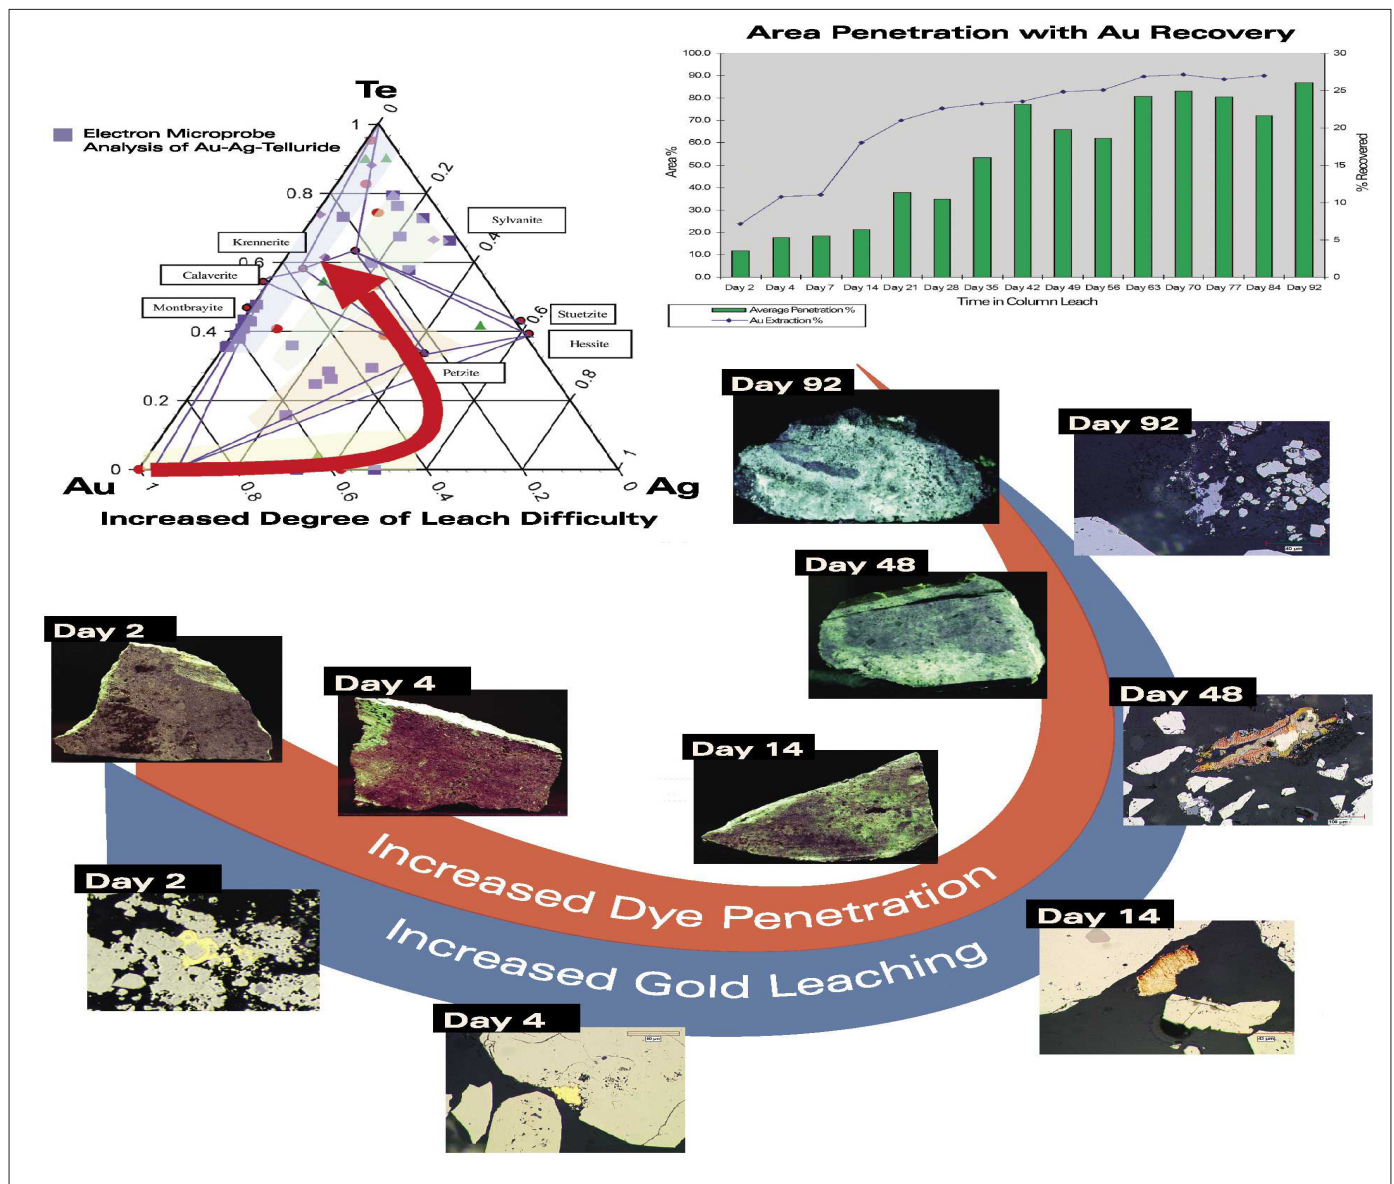 Te
Electron Microprobe
Analysis of Au-Ag-Telluride
0
1
0.2
0.8
Sylvanite
0.4
Krennerite
0.6
Calaverite
Montbrayite
Stuetzite
0.6
0.4
Hessite
Petzite
0.8
0.2
0
1
Au
1
0.8
0.6
0.4
0.2
0
Ag
Increased Degree of Leach Difficulty
Area Penetration with Au Recovery
100.0
90.0
80.0
70.0
60.0
50.0
40.0
30.0
20.0
10.0
0.0
Area %
30
25
20
15
10
5
0
% Recovered
Day 2 Day 4 Day 7 Day 14 Day 21 Day 28 Day 35 Day 42 Day 49 Day 56 Day 63 Day 70 Day 77 Day 84 Day 92
Time in Column Leach
Average Penetration %
Au Extraction %
Day 92
Day 92
40 µm
Day 48
Day 2
Day 4
Day 48
Day 14
Increased Dye Penetration
Increased Gold Leaching
Day 2
Day 14
Day 4